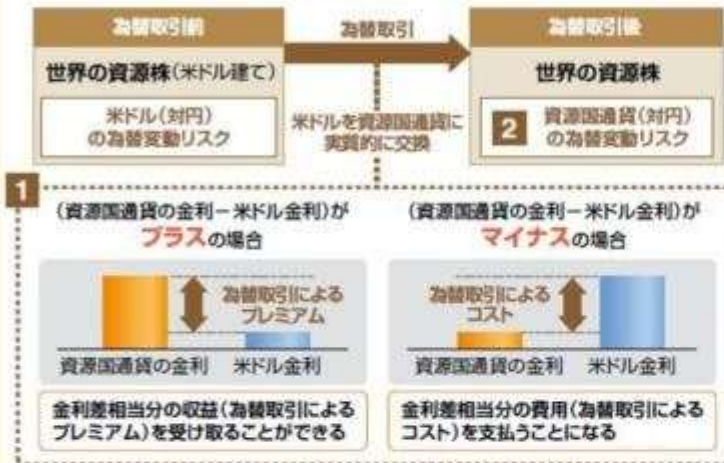 為替取引前
為替取引
為替取引後
世界の資源株(米ドル建て)
世界の資源株
米ドル(対円)
の為替変動リスク
米ドルを資源国通貨に
実質的に交換
2
資源国通貨(対円)
の為替変動リスク
1
(資源国通貨の金利-米ドル金利)が
プラスの場合
(資源国通貨の金利-米ドル金利)が
マイナスの場合
為替取引による
プレミアム
為替取引による
コスト
資源国通貨の金利
米ドル金利
資源国通貨の金利
米ドル金利
金利差相当分の収益(為替取引による
プレミアム)を受け取ることができる
金利差相当分の費用(為替取引による
コスト)を支払うことになる